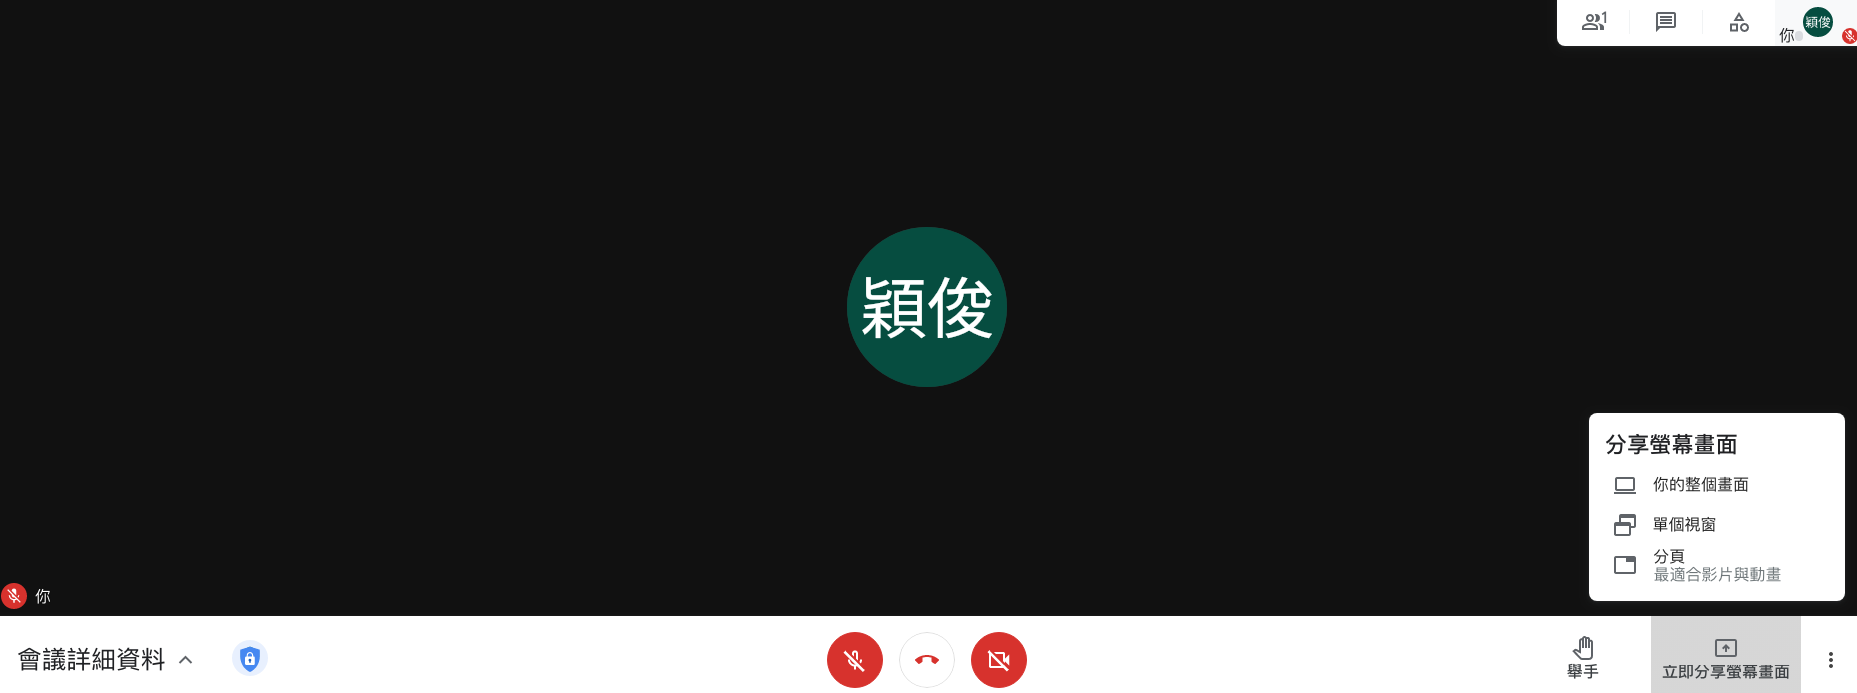 1
你
穎俊
穎俊
分享螢幕畫面
你的整個畫面
單個視窗
分頁
最適合影片與動畫
你
會議詳細資料
舉手
立即分享螢幕畫面